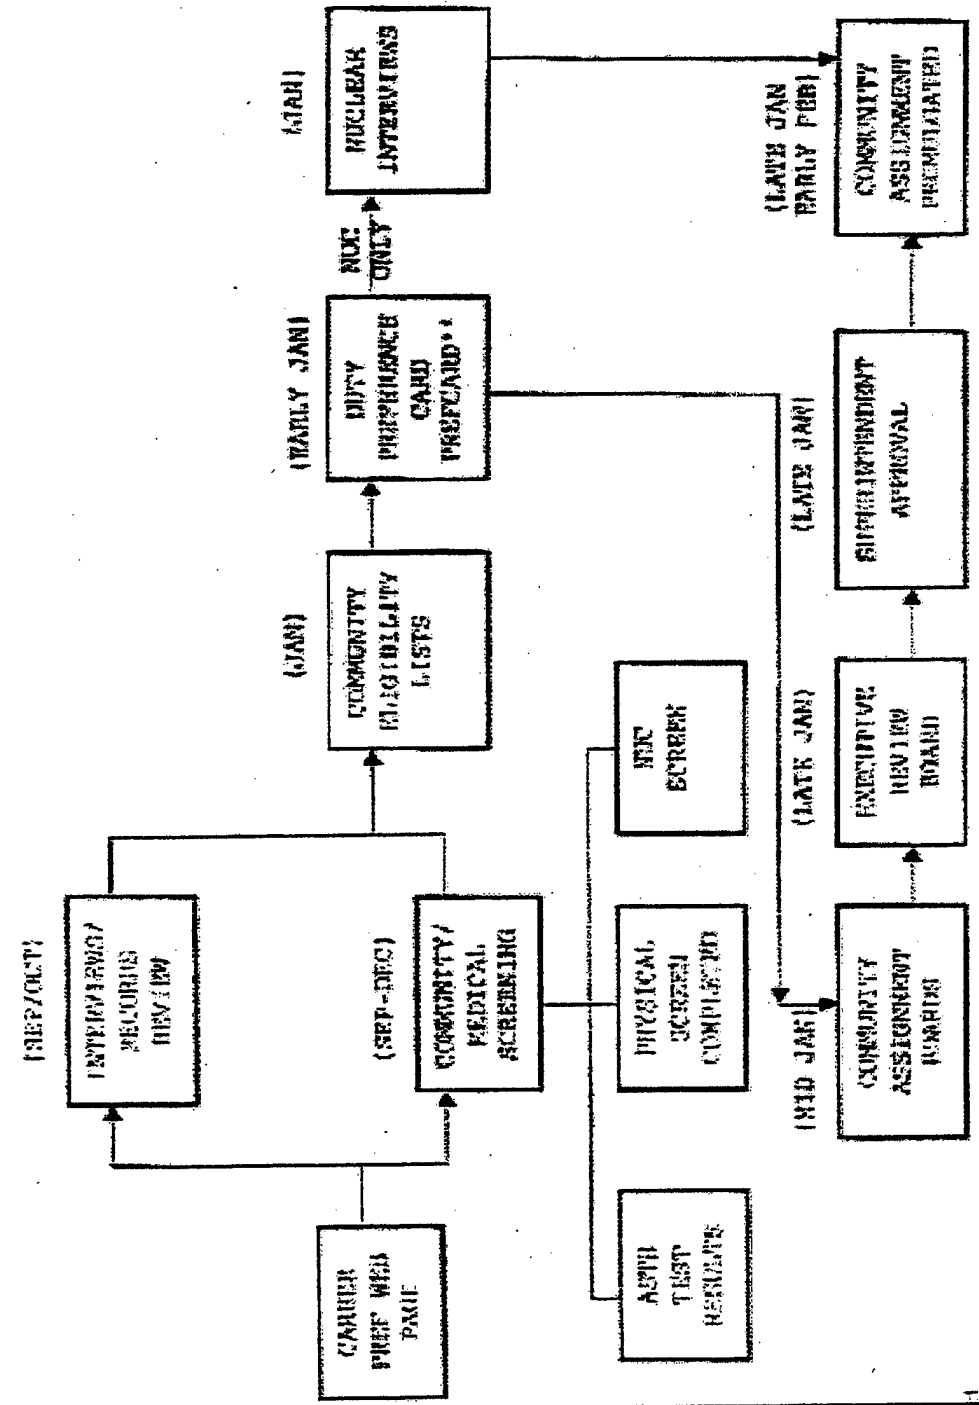 CAREER
PREF WEB
PAGE
(SEP/OCT)
INTERVIEWS/
RECORDS
REVIEW
(SEP-DEC)
COMMUNITY/
MEDICAL
SCREENING
ASTB
TEST
RESULTS
PHYSICAL
SCREEN
COMPLETED
NUC
SCREEN
(JAN)
COMMUNITY
ELIGIBILITY
LISTS
(EARLY JAN)
DUTY
PREFERENCE
CARD
PREFCARD**
NUC
ONLY
(JAN)
NUCLEAR
INTERVIEWS
(MID JAN)
COMMUNITY
ASSIGNMENT
BOARDS
(LATE JAN)
EXECUTIVE
REVIEW
BOARD
(LATE JAN)
SUPERINTENDENT
APPROVAL
(LATE JAN
EARLY FEB)
COMMUNITY
ASSIGNMENT
PROMULGATED